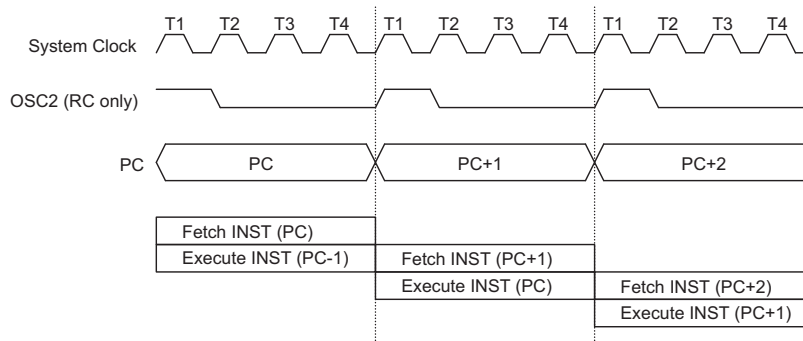 T1 T2 T3 T4 T1 T2 T3 T4 T1 T2 T3 T4
System Clock
OSC2 (RC only)
PC PC PC+1 PC+2
Fetch INST (PC)
Execute INST (PC-1) Fetch INST (PC+1)
Execute INST (PC) Fetch INST (PC+2)
Execute INST (PC+1)